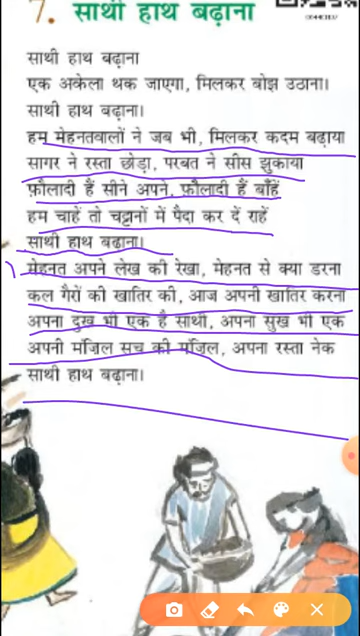 7. साथी हाथ बढ़ाना
साथी हाथ बढ़ाना
एक अकेला थक जाएगा, मिलकर बोझ उठाना।
साथी हाथ बढ़ाना।
हम मेहनतवालों ने जब भी, मिलकर कदम बढ़ाया
सागर ने रस्ता छोड़ा, परबत ने सीस झुकाया
फ़ौलादी हैं सीने अपने, फ़ौलादी हैं बाँहें
हम चाहें तो चट्टानों में पैदा कर दें राहें
साथी हाथ बढ़ाना।
मेहनत अपने लेख की रेखा, मेहनत से क्या डरना
कल गैरों की खातिर की, आज अपनी खातिर करना
अपना दुख भी एक है साथी, अपना सुख भी एक
अपनी मंज़िल सच की मंज़िल, अपना रस्ता नेक
साथी हाथ बढ़ाना।